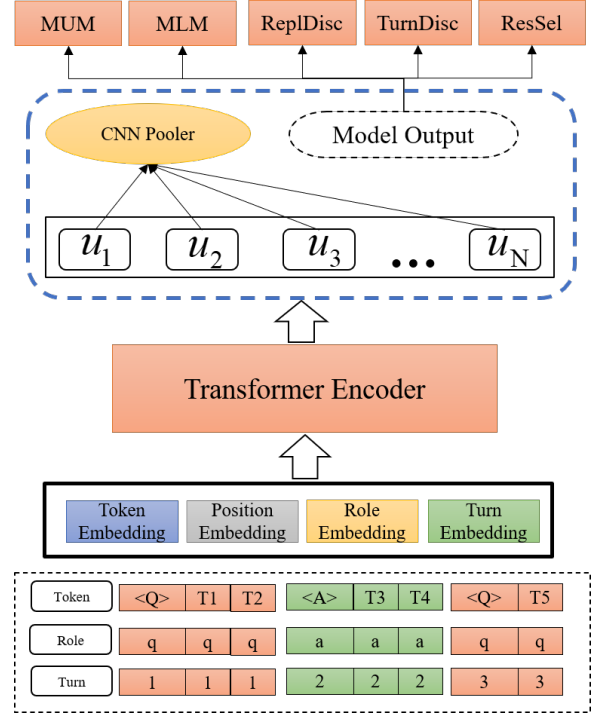 MUM MLM ReplDisc TurnDisc ResSel
CNN Pooler Model Output
u1 u2 u3 ... uN
Transformer Encoder
Token Position Role Turn
Embedding Embedding Embedding Embedding
Token <Q> T1 T2 <A> T3 T4 <Q> T5
Role q q q a a a q q
Turn 1 1 1 2 2 2 3 3